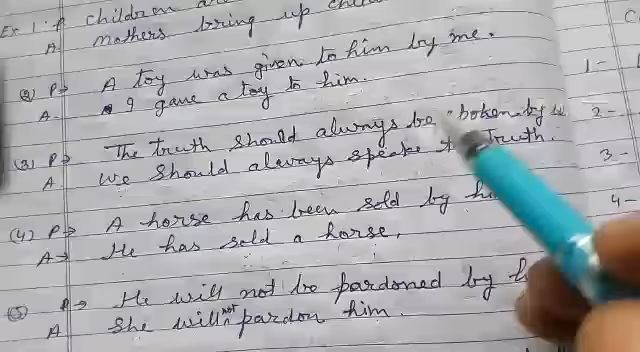 Ex 1: P children are
A. mothers bring up
(2) P→ A toy was given to him by me. 1-
A. I gave a toy to him.
(3) P→ The truth should always be by 2-
A we should always speak truth. 3-
(4) P→ A horse has been sold by 4-
A→ He has sold a horse.
(5) P→ He will not be pardoned by
A she will not pardon him.